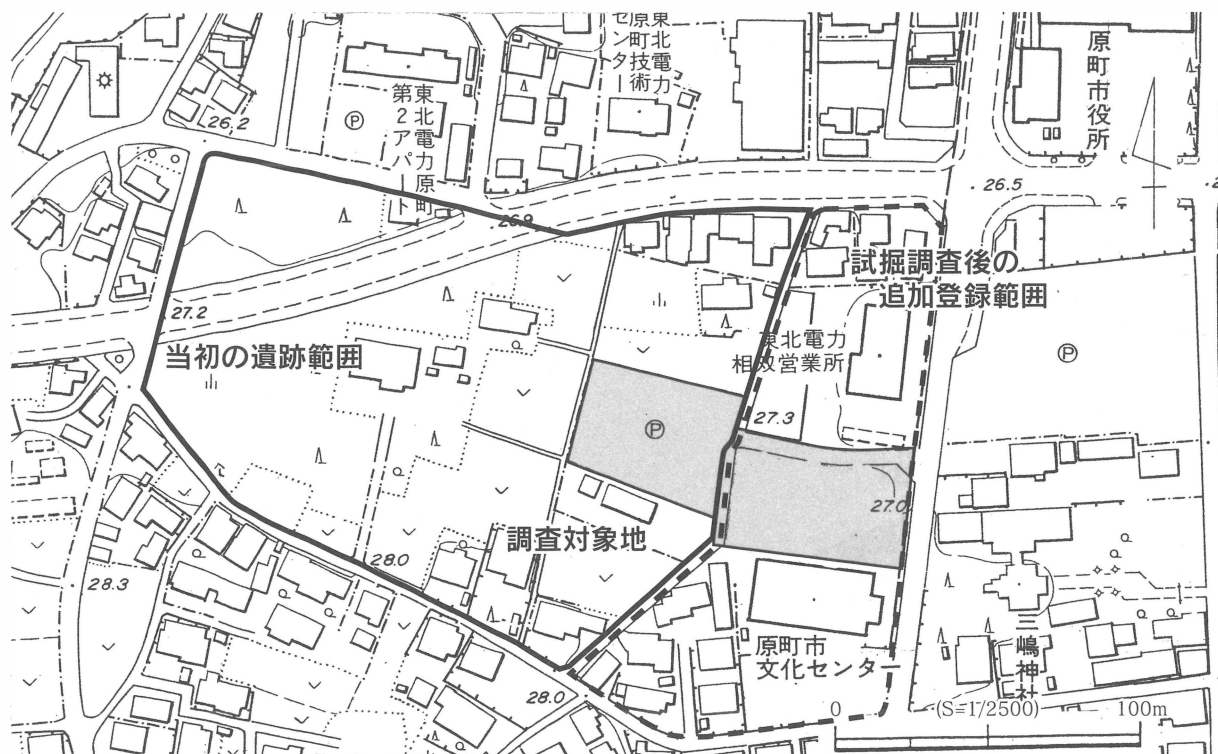 東北電力
原町技術
センター
原町市役所
東北電力原町
第2アパート
Ⓟ
26.2
26.5
26.9
試掘調査後の
追加登録範囲
27.2
当初の遺跡範囲
東北電力
相双営業所
Ⓟ
27.3
Ⓟ
27.0
調査対象地
28.0
28.3
原町市
文化センター
三嶋神社
28.0
0 (S=1/2500) 100m